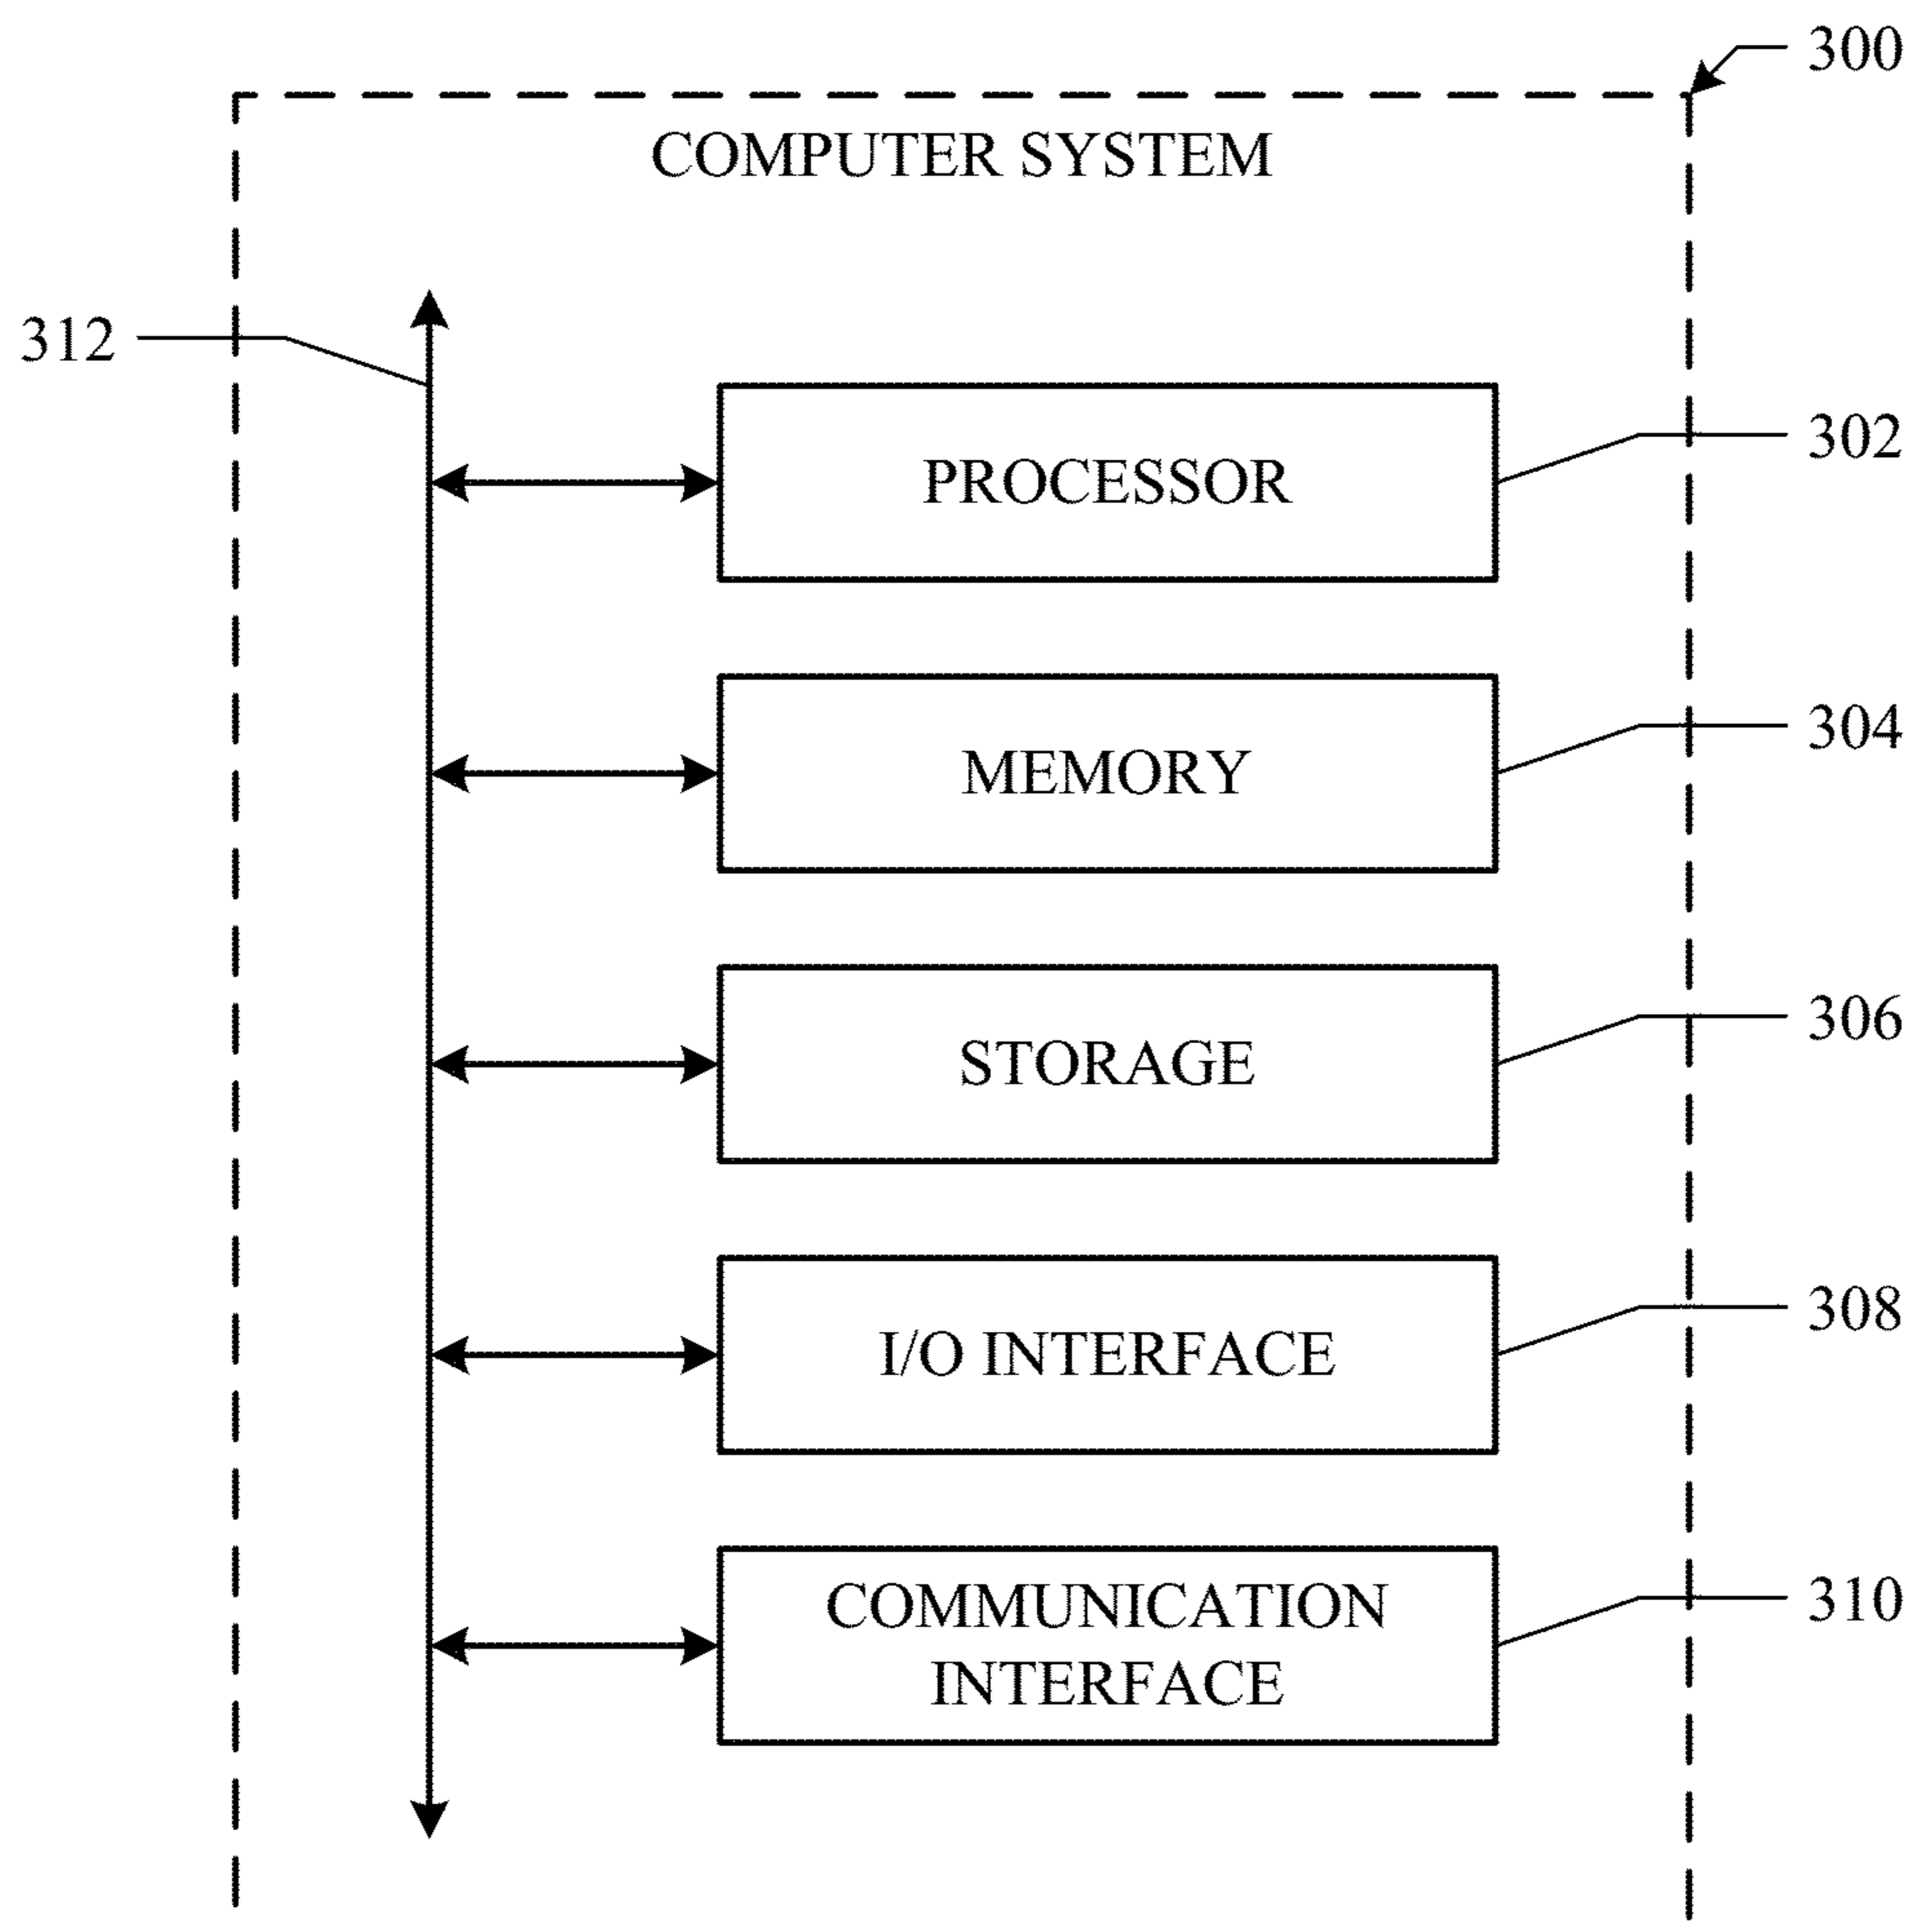 300
COMPUTER SYSTEM
312
302
PROCESSOR
304
MEMORY
306
STORAGE
308
I/O INTERFACE
310
COMMUNICATION
INTERFACE